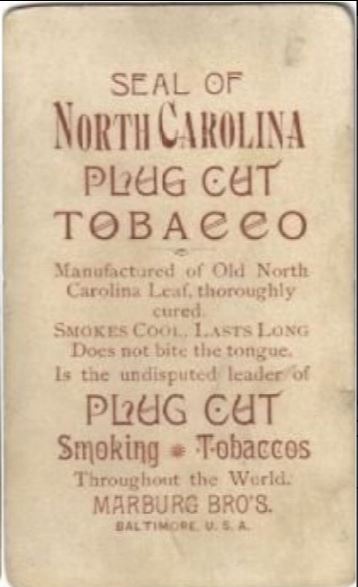 SEAL OF
NORTH CAROLINA
PLUG CUT
TOBACCO
Manufactured of Old North
Carolina Leaf, thoroughly
cured.
SMOKES COOL, LASTS LONG
Does not bite the tongue.
Is the undisputed leader of
PLUG CUT
Smoking * Tobaccos
Throughout the World.
MARBURG BRO'S.
BALTIMORE, U. S. A.